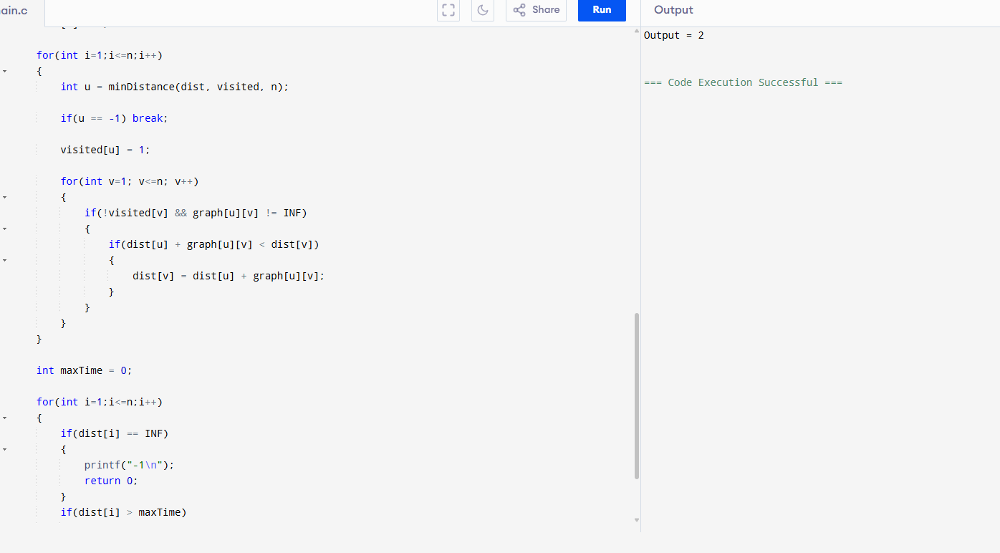 ain.c
Share
Run
Output
for(int i=1;i<=n;i++)
{
int u = minDistance(dist, visited, n);
if(u == -1) break;
visited[u] = 1;
for(int v=1; v<=n; v++)
{
if(!visited[v] && graph[u][v] != INF)
{
if(dist[u] + graph[u][v] < dist[v])
{
dist[v] = dist[u] + graph[u][v];
}
}
}
}
int maxTime = 0;
for(int i=1;i<=n;i++)
{
if(dist[i] == INF)
{
printf("-1\n");
return 0;
}
if(dist[i] > maxTime)
Output = 2
=== Code Execution Successful ===